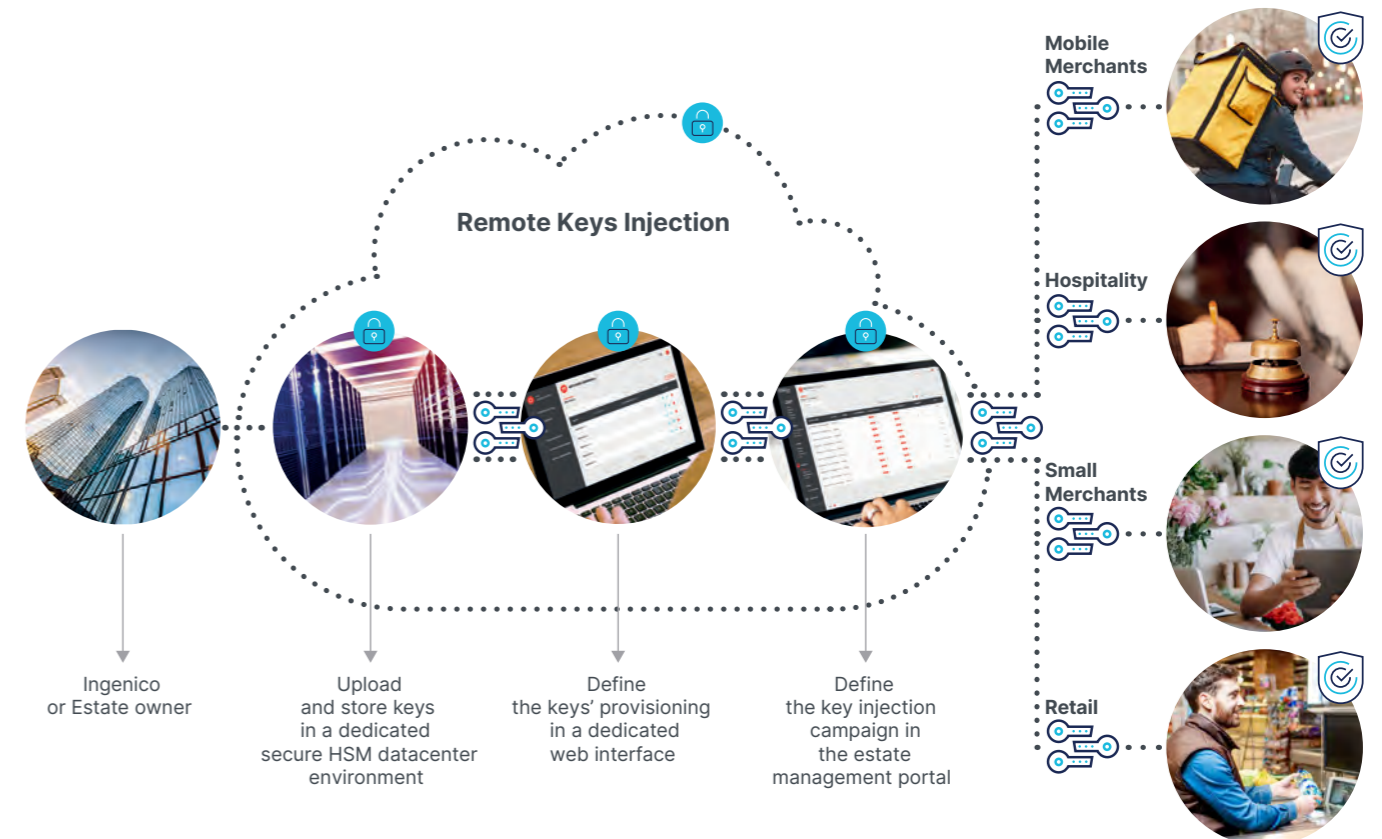 Mobile
Merchants
Remote Keys Injection
Hospitality
Small
Merchants
Retail
Ingenico
or Estate owner
Upload
and store keys
in a dedicated
secure HSM datacenter
environment
Define
the keys’ provisioning
in a dedicated
web interface
Define
the key injection
campaign in
the estate
management portal